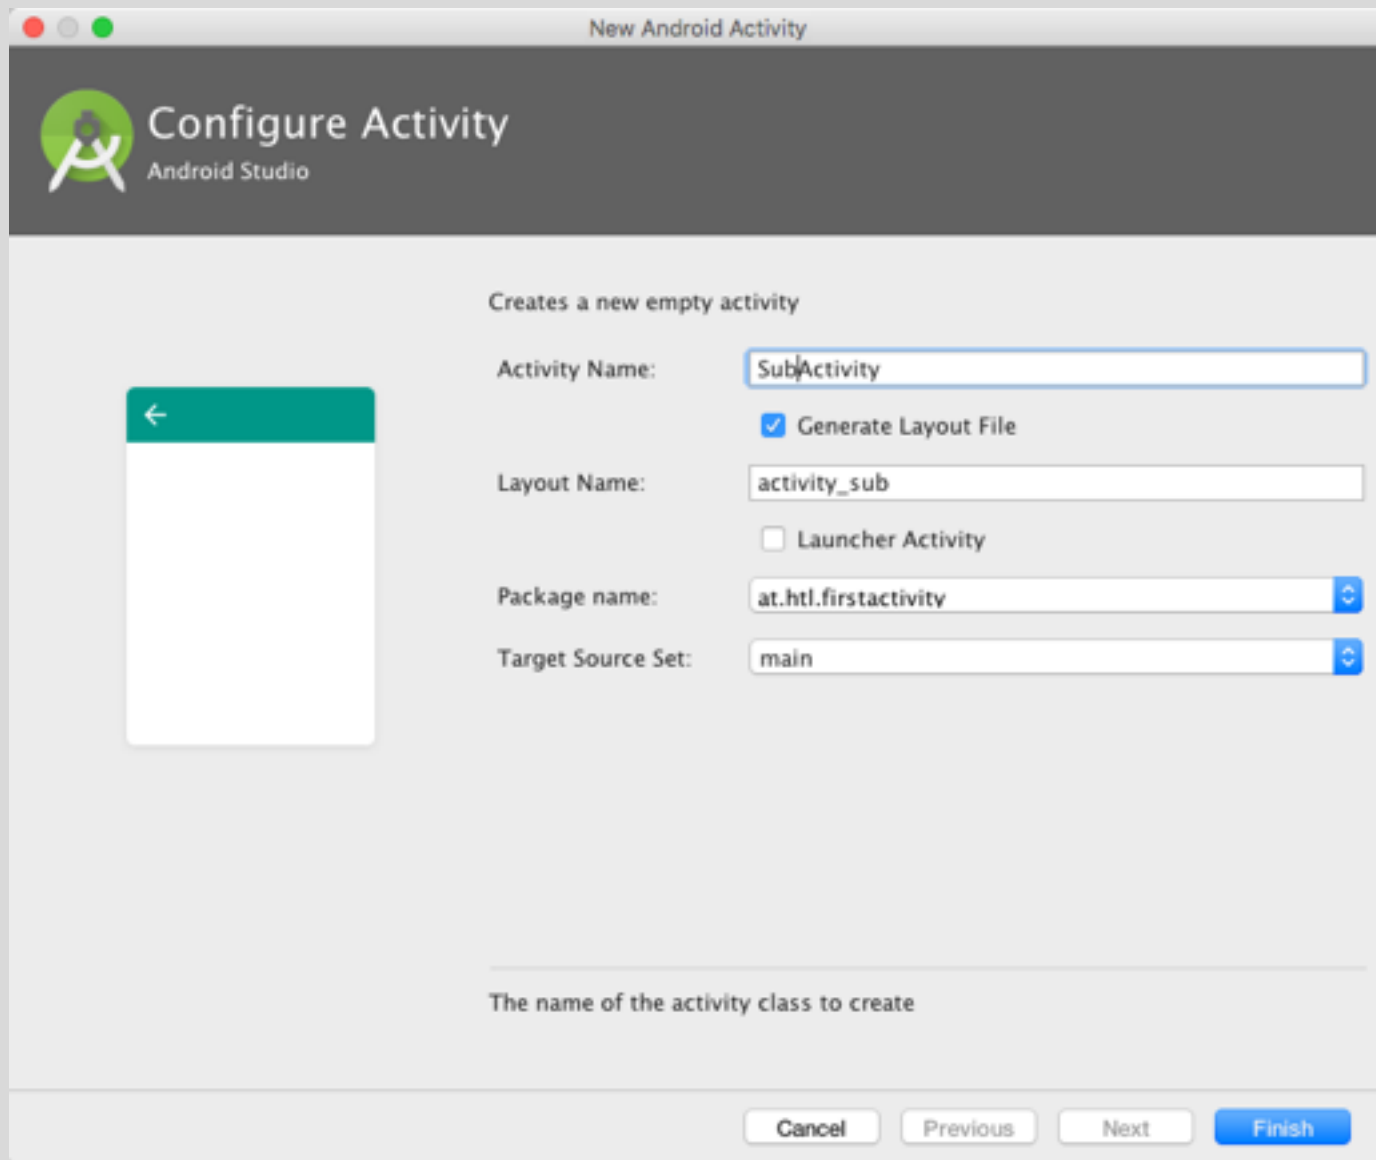 New Android Activity
Configure Activity
Android Studio
Creates a new empty activity
Activity Name: SubActivity
Generate Layout File
Layout Name: activity_sub
Launcher Activity
Package name: at.htl.firstactivity
Target Source Set: main
The name of the activity class to create
Cancel Previous Next Finish